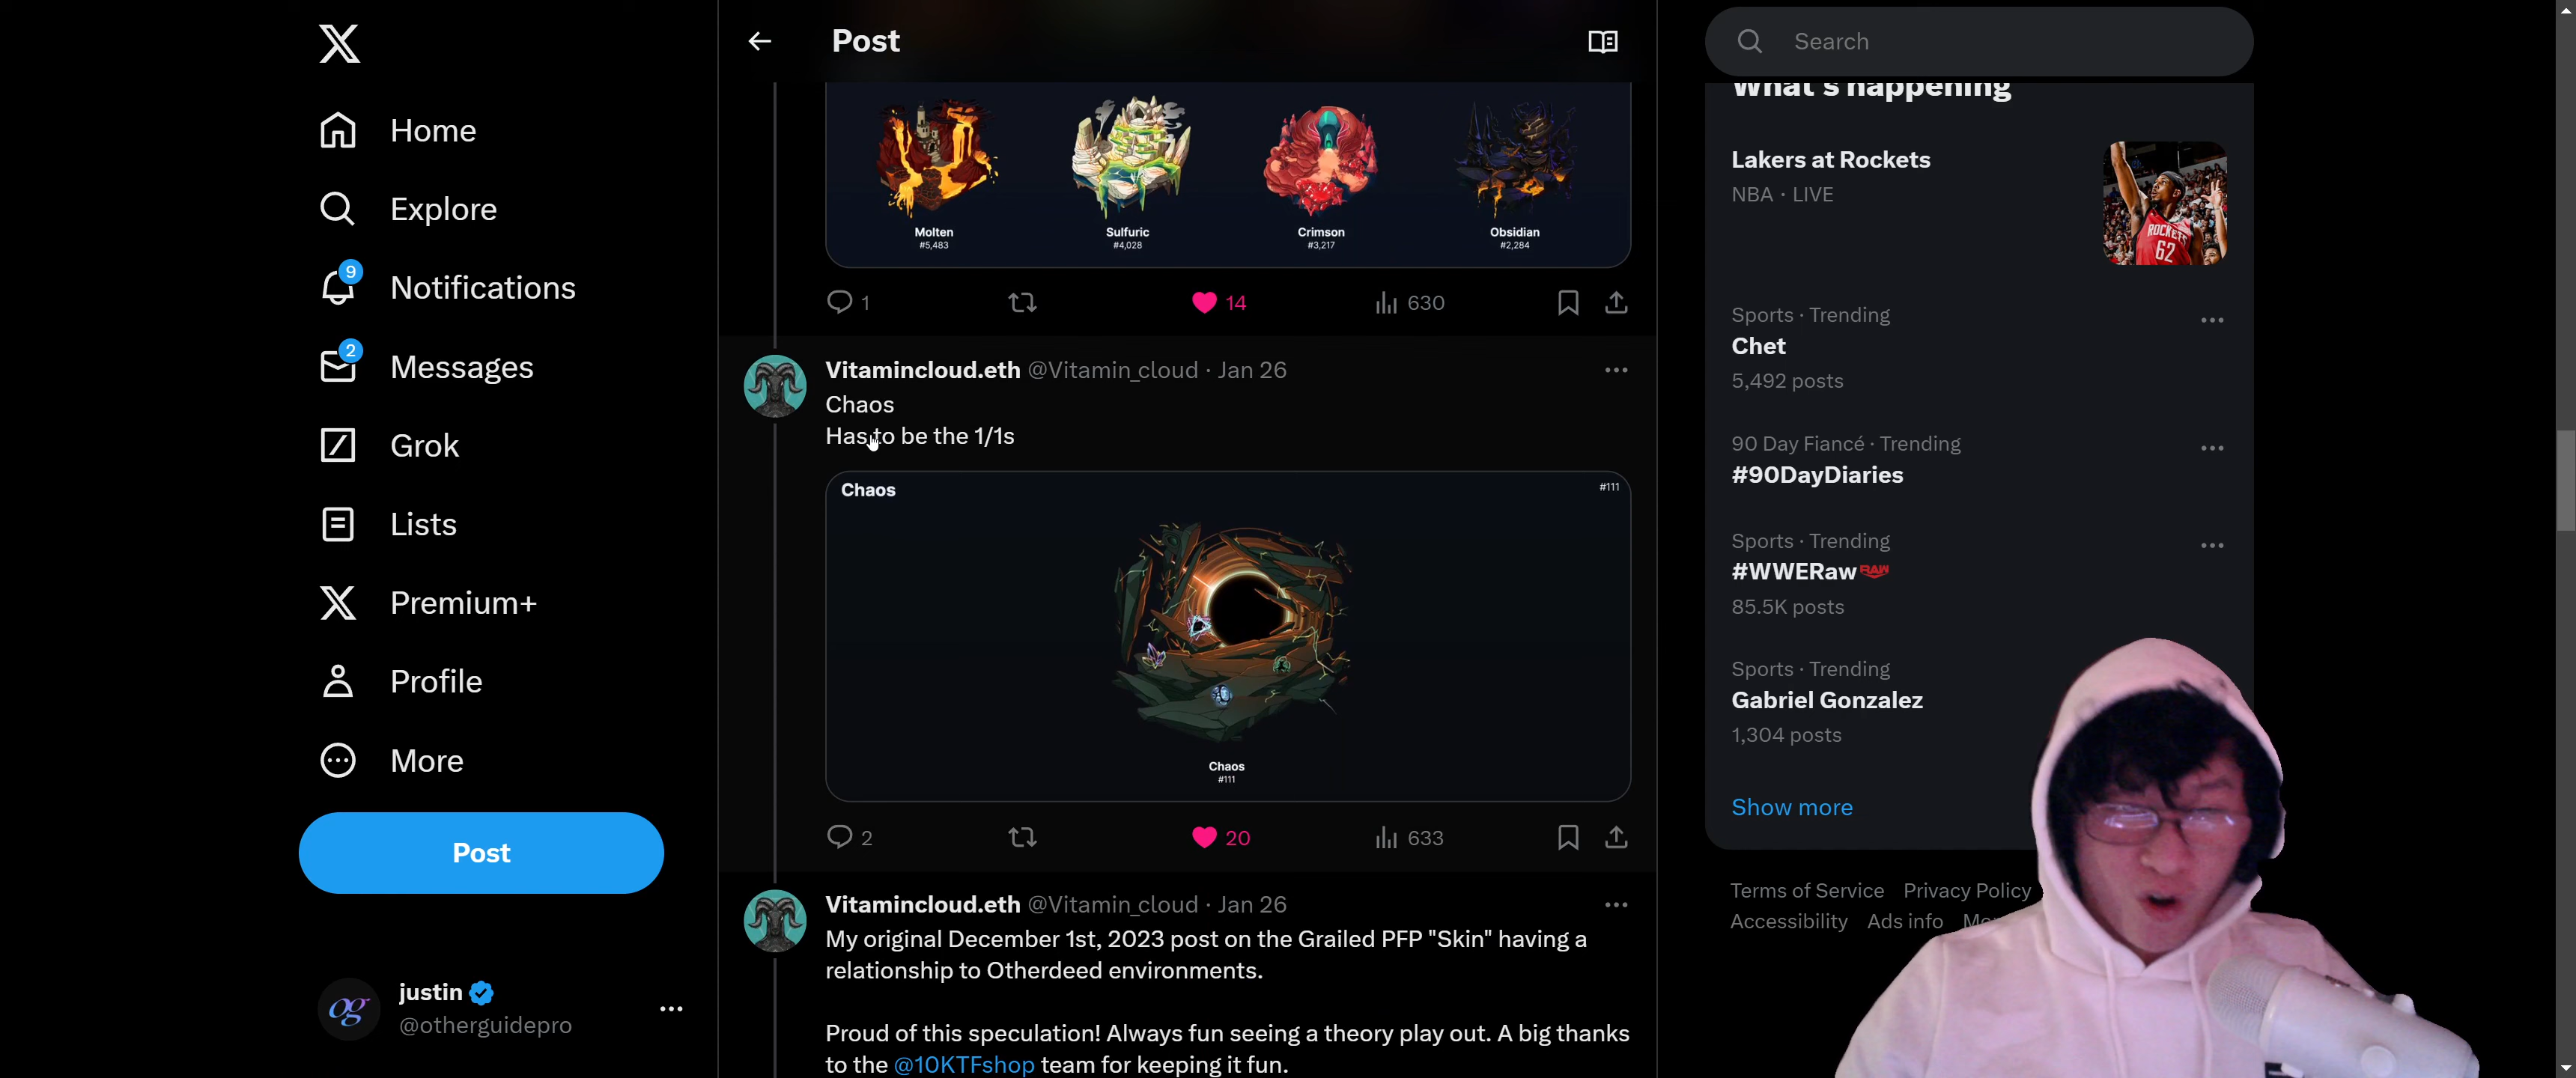 Home
Explore
9
Notifications
2
Messages
Grok
Lists
Premium+
Profile
More
Post
justin
@otherguidepro
og
Post
Molten
#5,483
Sulfuric
#4,028
Crimson
#3,217
Obsidian
#2,284
1
14
630
Vitamincloud.eth @Vitamin_cloud · Jan 26
Chaos
Has to be the 1/1s
Chaos
#111
Chaos
#111
2
20
633
Vitamincloud.eth @Vitamin_cloud · Jan 26
My original December 1st, 2023 post on the Grailed PFP "Skin" having a
relationship to Otherdeed environments.
Proud of this speculation! Always fun seeing a theory play out. A big thanks
to the @10KTFshop team for keeping it fun.
Search
What's happening
Lakers at Rockets
NBA · LIVE
ROCKETS
62
Sports · Trending
Chet
5,492 posts
90 Day Fiancé · Trending
#90DayDiaries
Sports · Trending
#WWERaw RAW
85.5K posts
Sports · Trending
Gabriel Gonzalez
1,304 posts
Show more
Terms of Service Privacy Policy
Accessibility Ads info